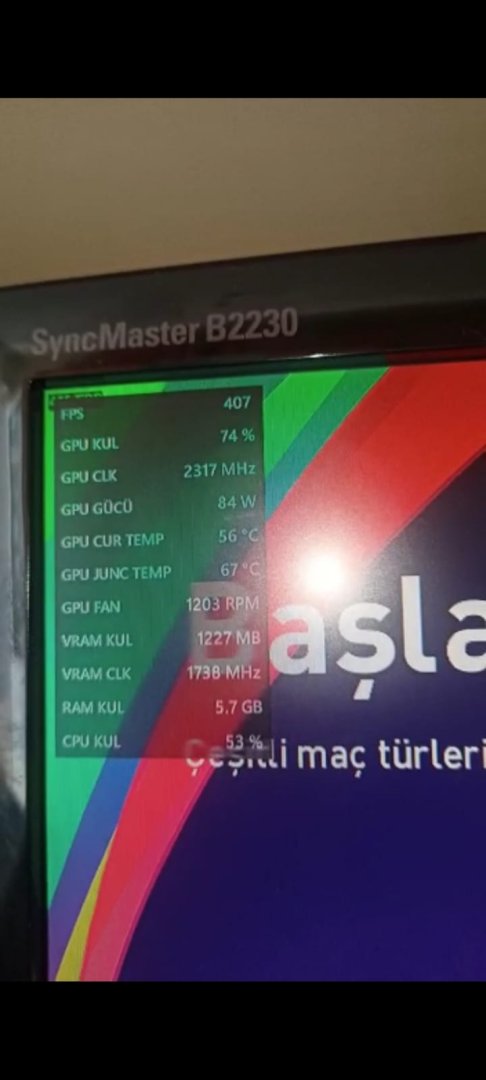 SyncMaster B2230
FPS 407
GPU KUL 74 %
GPU CLK 2317 MHz
GPU GÜCÜ 84 W
GPU CUR TEMP 56 °C
GPU JUNC TEMP 67 °C
GPU FAN 1203 RPM
VRAM KUL 1227 MB
VRAM CLK 1738 MHz
RAM KUL 5.7 GB
CPU KUL 53 %
Başla
Çeşitli maç türleri